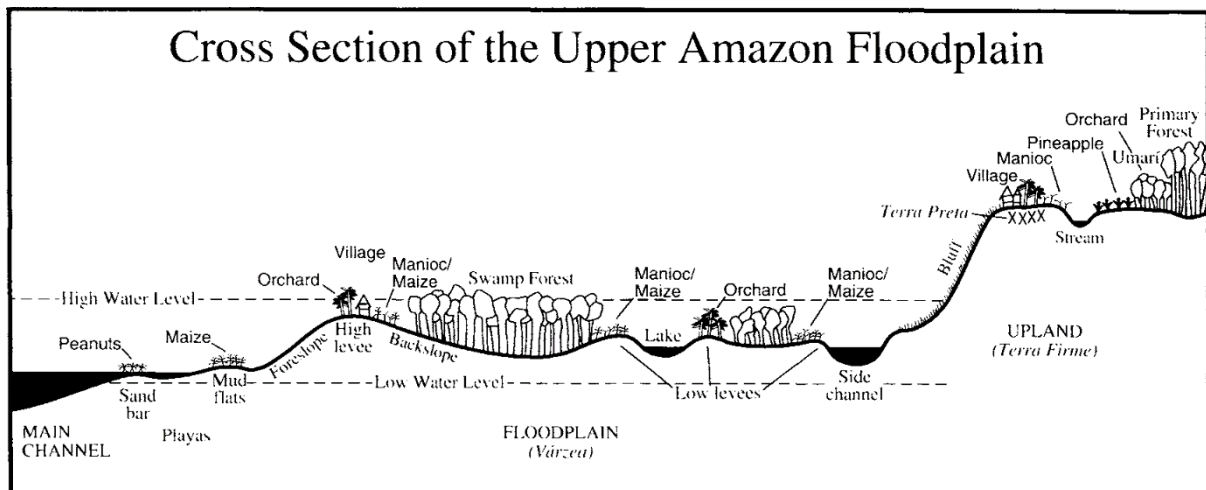 Cross Section of the Upper Amazon Floodplain
Orchard
Primary
Forest
Pineapple
Umarí
Manioc
Village
Terra Preta
Stream
Bluff
Village
Orchard
Manioc/
Maize
Swamp Forest
Manioc/
Maize
Orchard
Manioc/
Maize
High Water Level
Peanuts
Maize
Foreslope
High
levee
Backslope
Lake
UPLAND
(Terra Firme)
Sand
bar
Mud
flats
Low Water Level
Low levees
Side
channel
MAIN
CHANNEL
Playas
FLOODPLAIN
(Várzea)